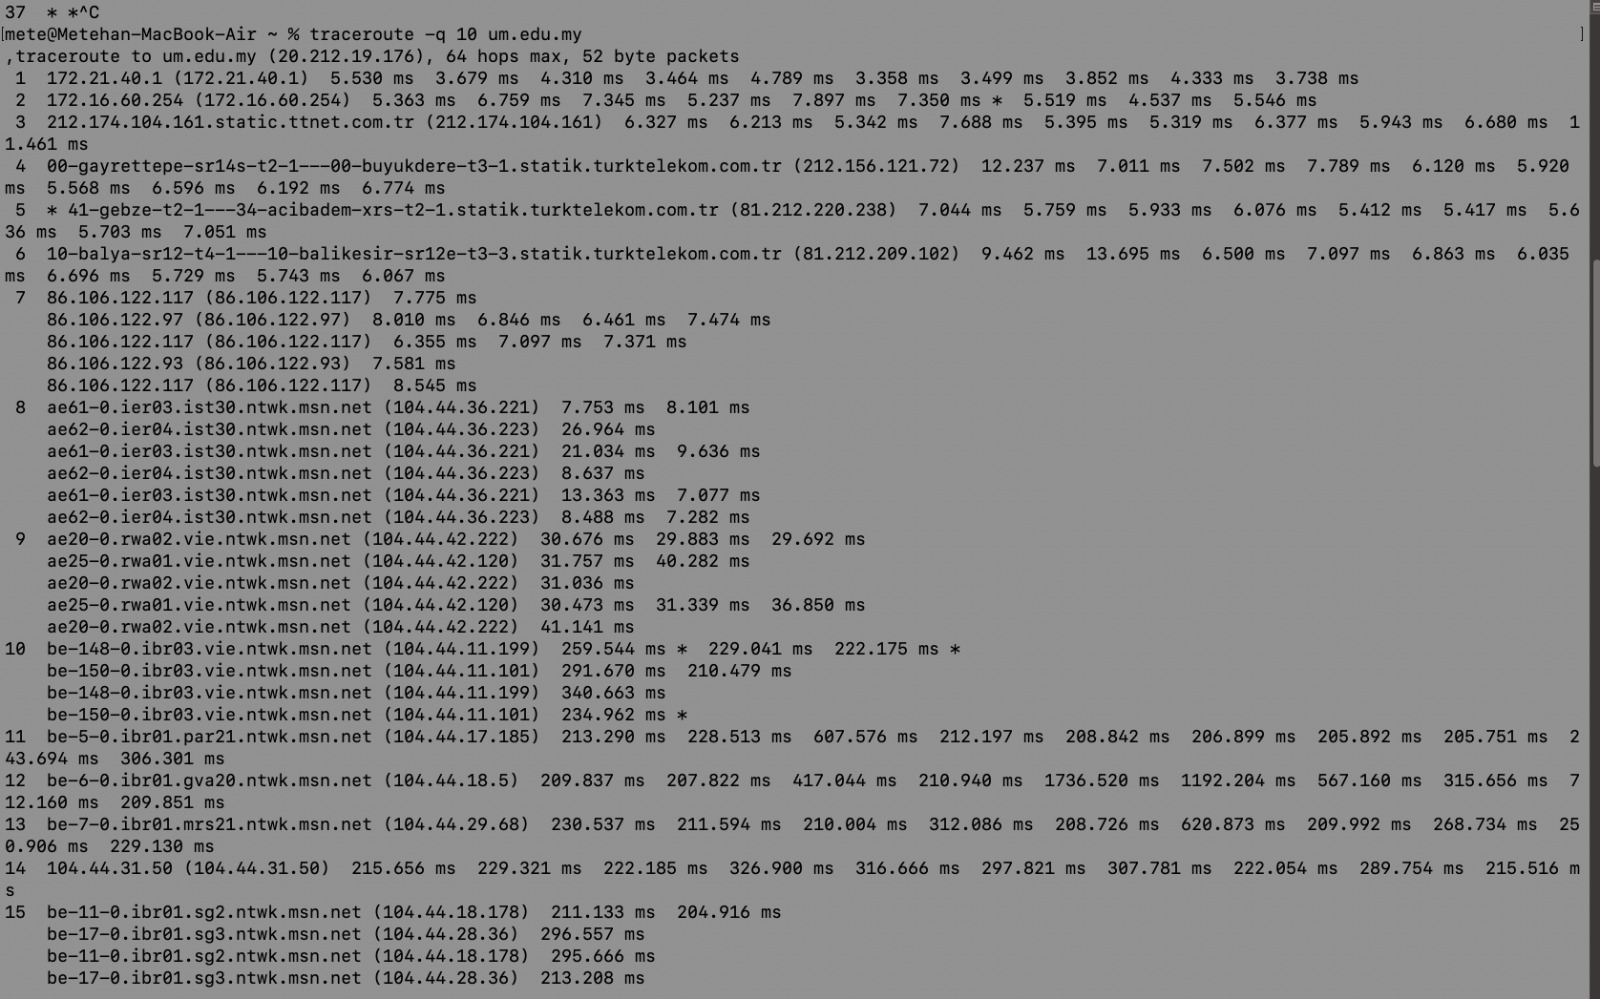 37  * *^C
[mete@Metehan-MacBook-Air ~ % traceroute -q 10 um.edu.my ]
,traceroute to um.edu.my (20.212.19.176), 64 hops max, 52 byte packets
 1  172.21.40.1 (172.21.40.1)  5.530 ms  3.679 ms  4.310 ms  3.464 ms  4.789 ms  3.358 ms  3.499 ms  3.852 ms  4.333 ms  3.738 ms
 2  172.16.60.254 (172.16.60.254)  5.363 ms  6.759 ms  7.345 ms  5.237 ms  7.897 ms  7.350 ms *  5.519 ms  4.537 ms  5.546 ms
 3  212.174.104.161.static.ttnet.com.tr (212.174.104.161)  6.327 ms  6.213 ms  5.342 ms  7.688 ms  5.395 ms  5.319 ms  6.377 ms  5.943 ms  6.680 ms  1
1.461 ms
 4  00-gayrettepe-sr14s-t2-1---00-buyukdere-t3-1.statik.turktelekom.com.tr (212.156.121.72)  12.237 ms  7.011 ms  7.502 ms  7.789 ms  6.120 ms  5.920
ms  5.568 ms  6.596 ms  6.192 ms  6.774 ms
 5  * 41-gebze-t2-1---34-acibadem-xrs-t2-1.statik.turktelekom.com.tr (81.212.220.238)  7.044 ms  5.759 ms  5.933 ms  6.076 ms  5.412 ms  5.417 ms  5.6
36 ms  5.703 ms  7.051 ms
 6  10-balya-sr12-t4-1---10-balikesir-sr12e-t3-3.statik.turktelekom.com.tr (81.212.209.102)  9.462 ms  13.695 ms  6.500 ms  7.097 ms  6.863 ms  6.035
ms  6.696 ms  5.729 ms  5.743 ms  6.067 ms
 7  86.106.122.117 (86.106.122.117)  7.775 ms
    86.106.122.97 (86.106.122.97)  8.010 ms  6.846 ms  6.461 ms  7.474 ms
    86.106.122.117 (86.106.122.117)  6.355 ms  7.097 ms  7.371 ms
    86.106.122.93 (86.106.122.93)  7.581 ms
    86.106.122.117 (86.106.122.117)  8.545 ms
 8  ae61-0.ier03.ist30.ntwk.msn.net (104.44.36.221)  7.753 ms  8.101 ms
    ae62-0.ier04.ist30.ntwk.msn.net (104.44.36.223)  26.964 ms
    ae61-0.ier03.ist30.ntwk.msn.net (104.44.36.221)  21.034 ms  9.636 ms
    ae62-0.ier04.ist30.ntwk.msn.net (104.44.36.223)  8.637 ms
    ae61-0.ier03.ist30.ntwk.msn.net (104.44.36.221)  13.363 ms  7.077 ms
    ae62-0.ier04.ist30.ntwk.msn.net (104.44.36.223)  8.488 ms  7.282 ms
 9  ae20-0.rwa02.vie.ntwk.msn.net (104.44.42.222)  30.676 ms  29.883 ms  29.692 ms
    ae25-0.rwa01.vie.ntwk.msn.net (104.44.42.120)  31.757 ms  40.282 ms
    ae20-0.rwa02.vie.ntwk.msn.net (104.44.42.222)  31.036 ms
    ae25-0.rwa01.vie.ntwk.msn.net (104.44.42.120)  30.473 ms  31.339 ms  36.850 ms
    ae20-0.rwa02.vie.ntwk.msn.net (104.44.42.222)  41.141 ms
10  be-148-0.ibr03.vie.ntwk.msn.net (104.44.11.199)  259.544 ms *  229.041 ms  222.175 ms *
    be-150-0.ibr03.vie.ntwk.msn.net (104.44.11.101)  291.670 ms  210.479 ms
    be-148-0.ibr03.vie.ntwk.msn.net (104.44.11.199)  340.663 ms
    be-150-0.ibr03.vie.ntwk.msn.net (104.44.11.101)  234.962 ms *
11  be-5-0.ibr01.par21.ntwk.msn.net (104.44.17.185)  213.290 ms  228.513 ms  607.576 ms  212.197 ms  208.842 ms  206.899 ms  205.892 ms  205.751 ms  2
43.694 ms  306.301 ms
12  be-6-0.ibr01.gva20.ntwk.msn.net (104.44.18.5)  209.837 ms  207.822 ms  417.044 ms  210.940 ms  1736.520 ms  1192.204 ms  567.160 ms  315.656 ms  7
12.160 ms  209.851 ms
13  be-7-0.ibr01.mrs21.ntwk.msn.net (104.44.29.68)  230.537 ms  211.594 ms  210.004 ms  312.086 ms  208.726 ms  620.873 ms  209.992 ms  268.734 ms  25
0.906 ms  229.130 ms
14  104.44.31.50 (104.44.31.50)  215.656 ms  229.321 ms  222.185 ms  326.900 ms  316.666 ms  297.821 ms  307.781 ms  222.054 ms  289.754 ms  215.516 m
s
15  be-11-0.ibr01.sg2.ntwk.msn.net (104.44.18.178)  211.133 ms  204.916 ms
    be-17-0.ibr01.sg3.ntwk.msn.net (104.44.28.36)  296.557 ms
    be-11-0.ibr01.sg2.ntwk.msn.net (104.44.18.178)  295.666 ms
    be-17-0.ibr01.sg3.ntwk.msn.net (104.44.28.36)  213.208 ms